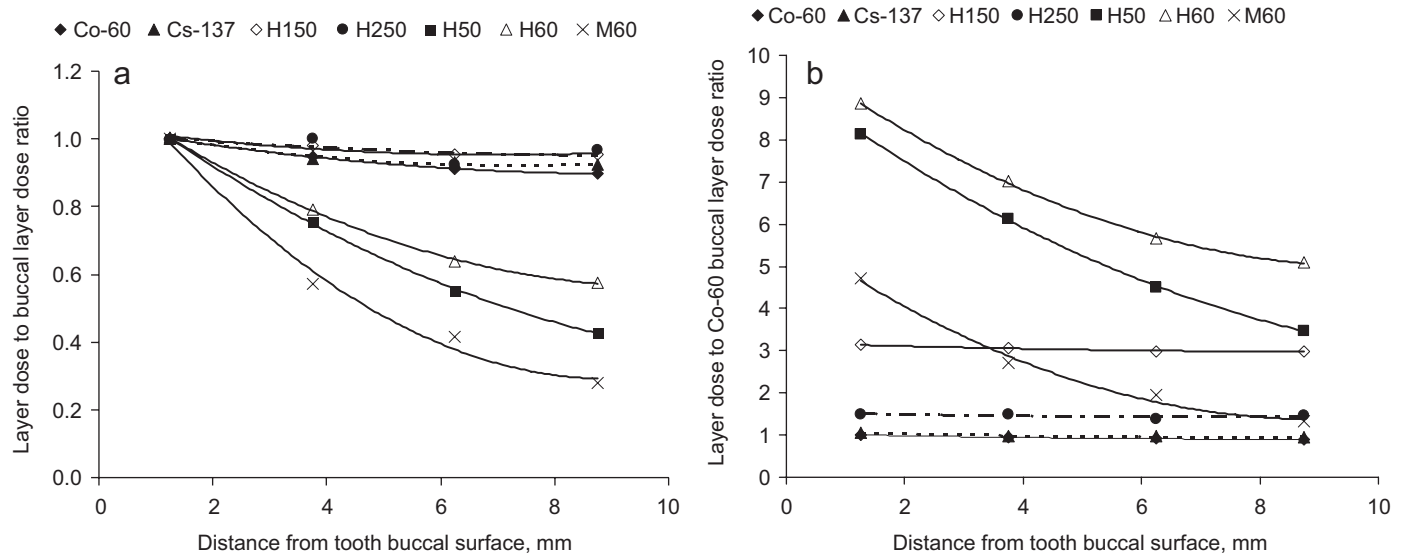 Co-60 Cs-137 H150 H250 H50 H60 M60
a
Layer dose to buccal layer dose ratio
1.2
1.0
0.8
0.6
0.4
0.2
0.0
0 2 4 6 8 10
Distance from tooth buccal surface, mm
Co-60 Cs-137 H150 H250 H50 H60 M60
b
Layer dose to Co-60 buccal layer dose ratio
10
9
8
7
6
5
4
3
2
1
0
0 2 4 6 8 10
Distance from tooth buccal surface, mm